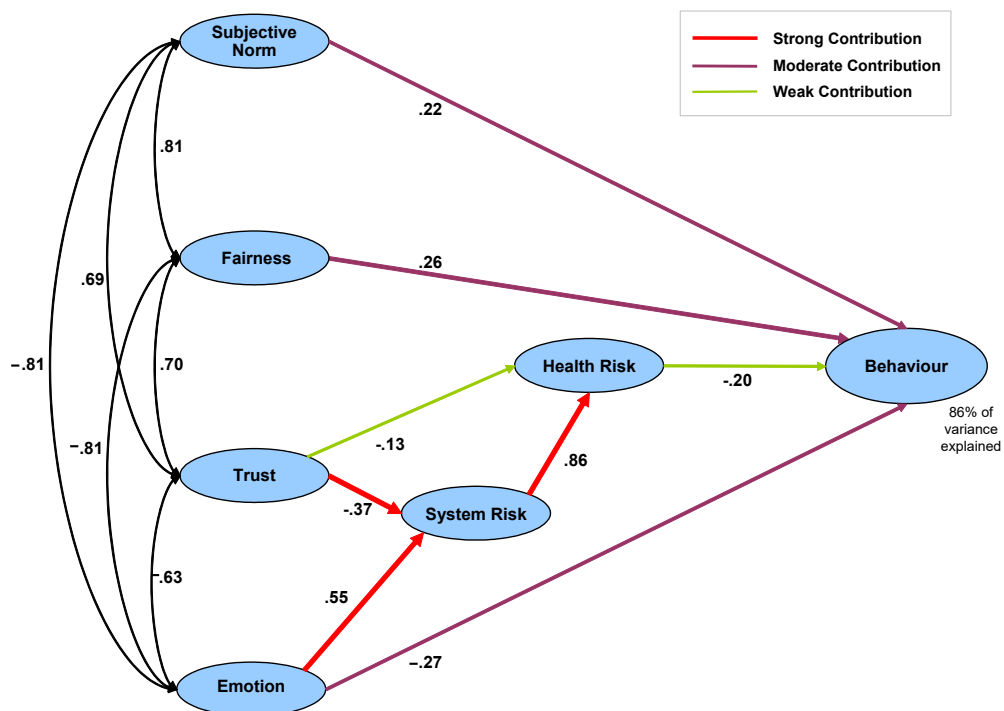 Subjective
Norm
Strong Contribution
Moderate Contribution
Weak Contribution
.22
.81
Fairness
.26
.69
−.81
.70
Health Risk
-.20
Behaviour
86% of
variance
explained
−.81
-.13
.86
Trust
-.37
System Risk
−.63
.55
−.27
Emotion